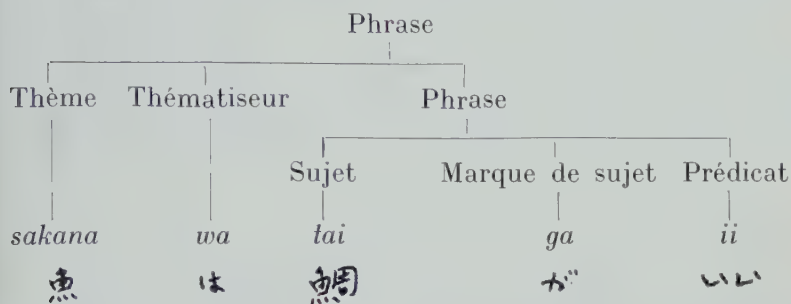 Phrase
Thème Thématiseur Phrase
Sujet Marque de sujet Prédicat
sakana wa tai ga ii
魚 は 鯛 が いい